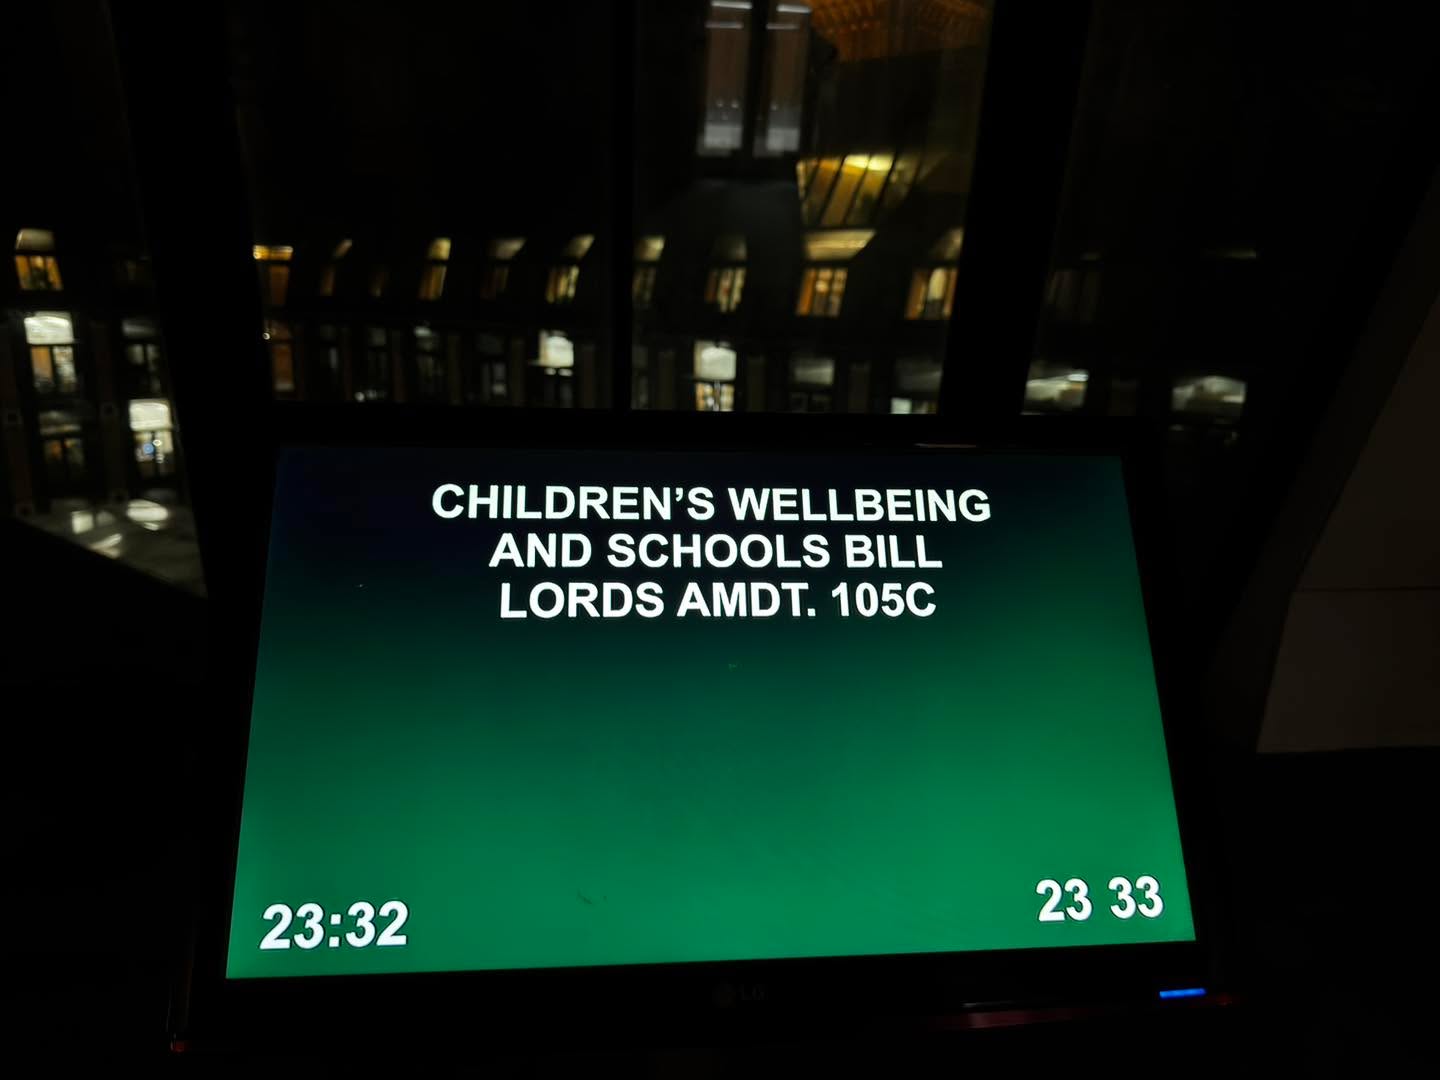 CHILDREN’S WELLBEING
AND SCHOOLS BILL
LORDS AMDT. 105C
23:32
23 33
LG